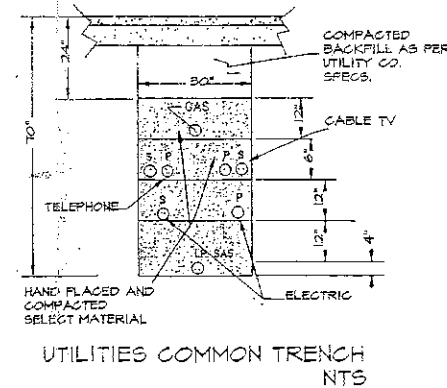 COMPACTED
BACKFILL AS PER
UTILITY CO.
SPECS.
24"
30"
70"
GAS
12"
CABLE TV
S P P S
6"
TELEPHONE
S P
12"
12"
4"
LP GAS
HAND PLACED AND
COMPACTED
SELECT MATERIAL
ELECTRIC
UTILITIES COMMON TRENCH
NTS